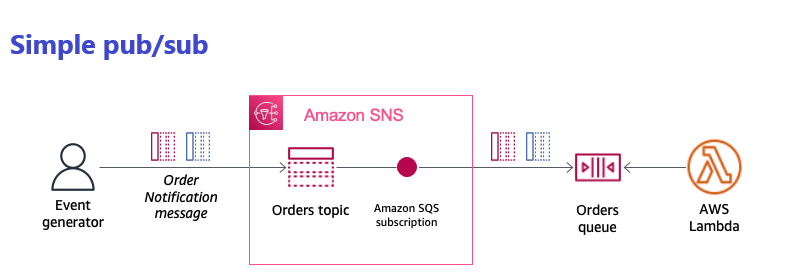 Simple pub/sub
Amazon SNS
Order
Notification
message
Event
generator
Orders topic
Amazon SQS
subscription
Orders
queue
AWS
Lambda